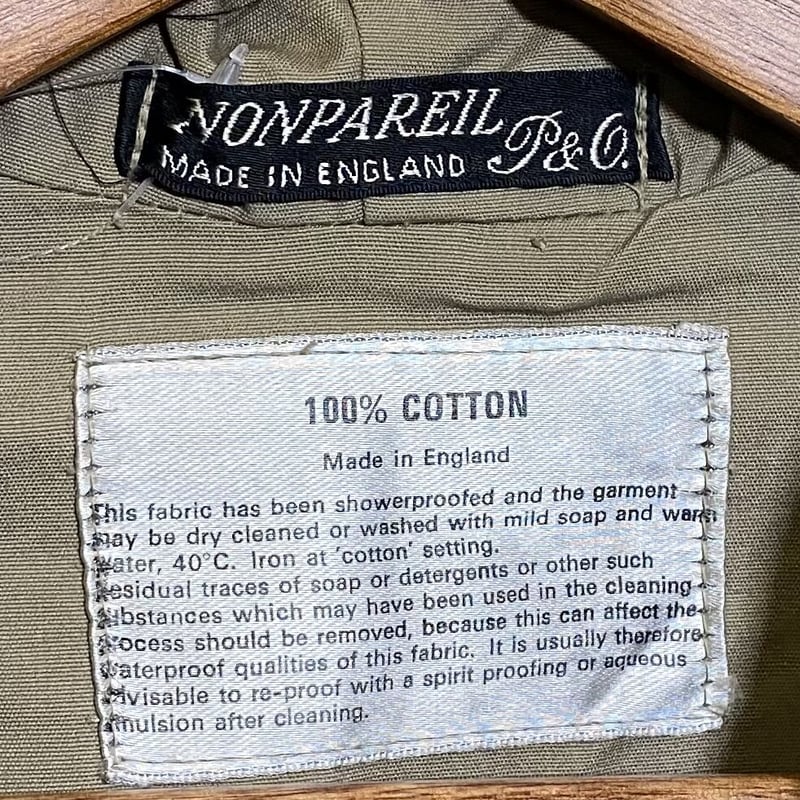 NONPAREIL
MADE IN ENGLAND P&O.
100% COTTON
Made in England
This fabric has been showerproofed and the garment
may be dry cleaned or washed with mild soap and warm
water, 40°C. Iron at 'cotton' setting.
Residual traces of soap or detergents or other such
substances which may have been used in the cleaning
process should be removed, because this can affect the
waterproof qualities of this fabric. It is usually therefore
advisable to re-proof with a spirit proofing or aqueous
emulsion after cleaning.